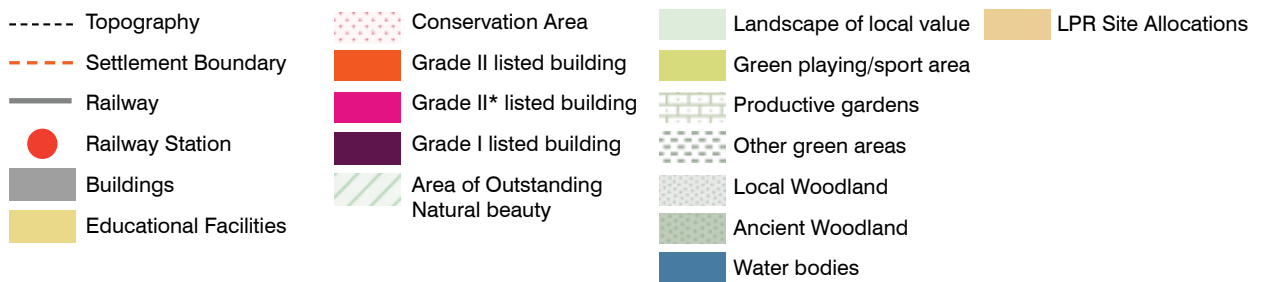 Topography
Settlement Boundary
Railway
Railway Station
Buildings
Educational Facilities
Conservation Area
Grade II listed building
Grade II* listed building
Grade I listed building
Area of Outstanding
Natural beauty
Landscape of local value
Green playing/sport area
Productive gardens
Other green areas
Local Woodland
Ancient Woodland
Water bodies
LPR Site Allocations